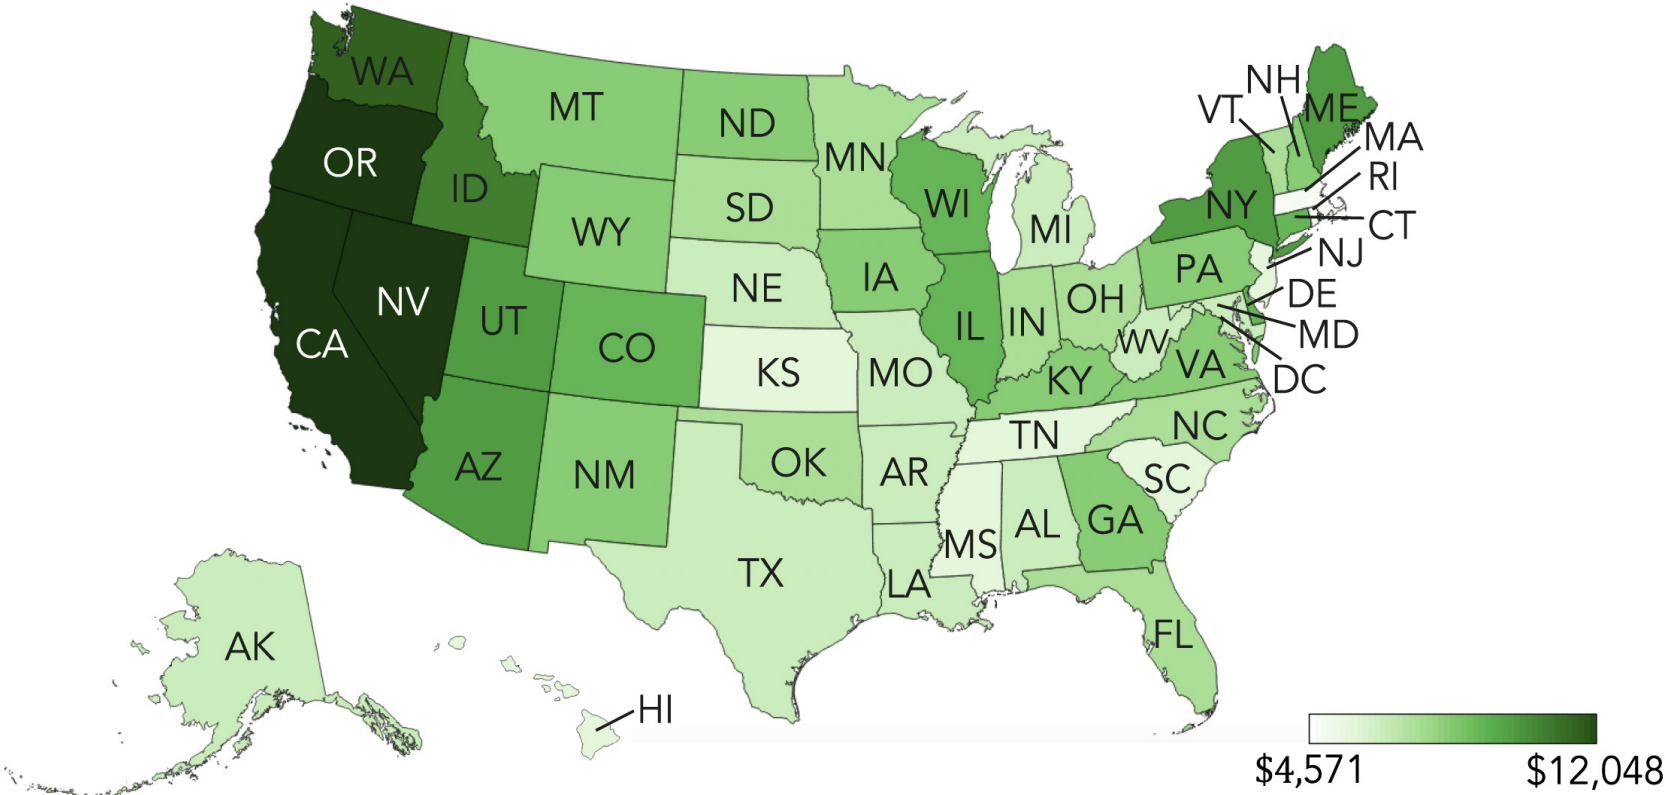 WA
MT
ND
MN
OR
ID
SD
WI
MI
WY
NE
IA
NV
UT
CO
CA
KS
MO
IL
IN
OH
PA
NY
VT
NH
ME
MA
RI
CT
NJ
DE
MD
DC
WV
VA
KY
NC
TN
AZ
NM
OK
AR
SC
MS
AL
GA
TX
LA
FL
AK
HI
$4,571
$12,048